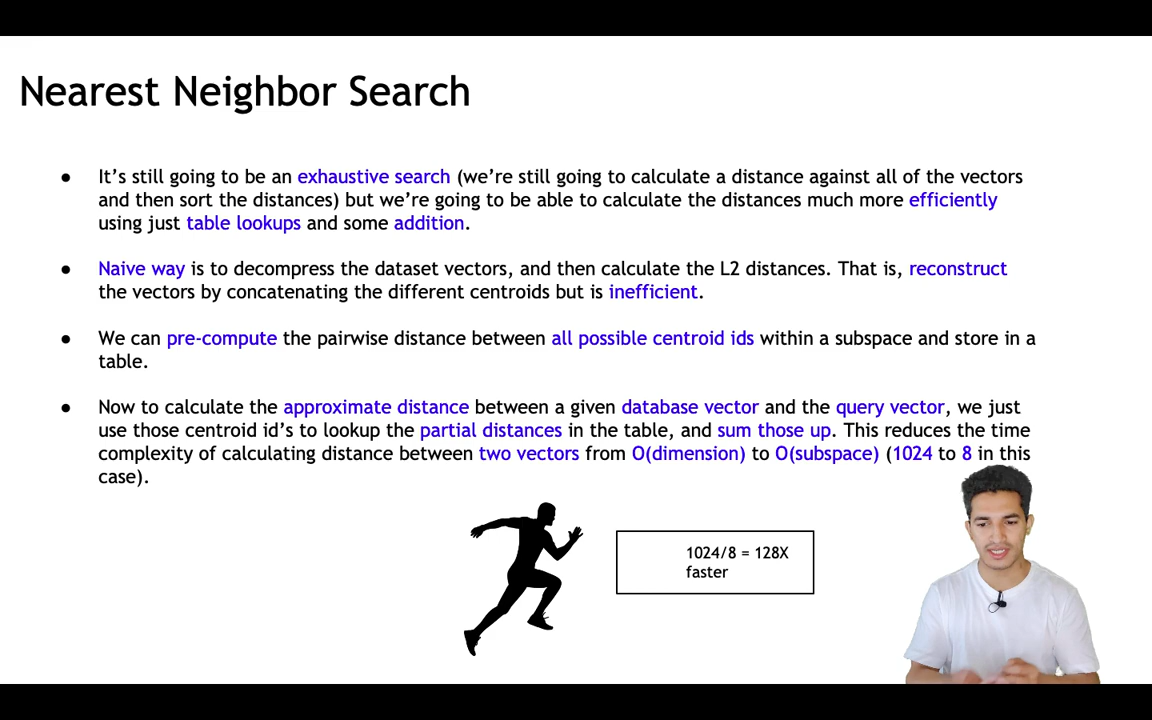 Nearest Neighbor Search
● It’s still going to be an exhaustive search (we’re still going to calculate a distance against all of the vectors
and then sort the distances) but we’re going to be able to calculate the distances much more efficiently
using just table lookups and some addition.
● Naive way is to decompress the dataset vectors, and then calculate the L2 distances. That is, reconstruct
the vectors by concatenating the different centroids but is inefficient.
● We can pre-compute the pairwise distance between all possible centroid ids within a subspace and store in a
table.
● Now to calculate the approximate distance between a given database vector and the query vector, we just
use those centroid id’s to lookup the partial distances in the table, and sum those up. This reduces the time
complexity of calculating distance between two vectors from O(dimension) to O(subspace) (1024 to 8 in this
case).
1024/8 = 128X
faster